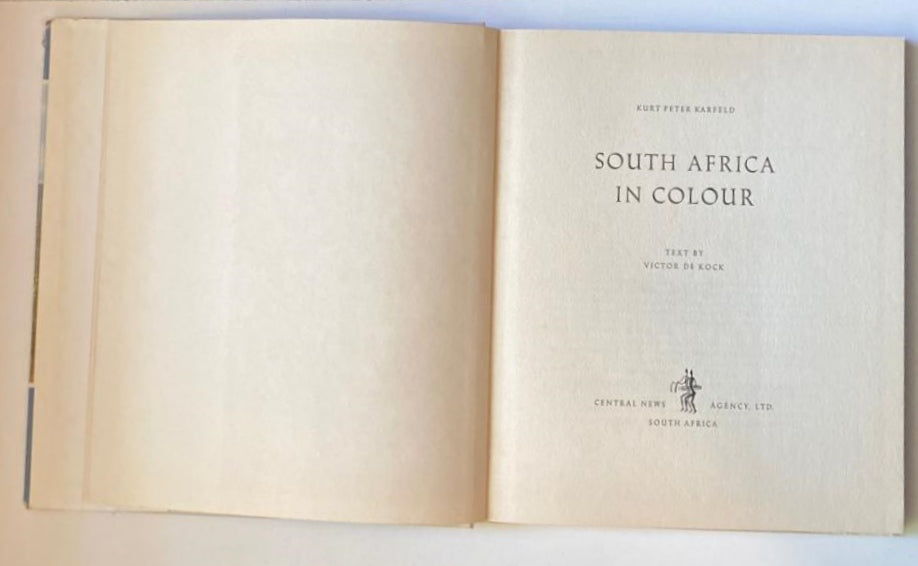 KURT PETER KARFELD
SOUTH AFRICA
IN COLOUR
TEXT BY
VICTOR DE KOCK
CENTRAL NEWS AGENCY, LTD.
SOUTH AFRICA